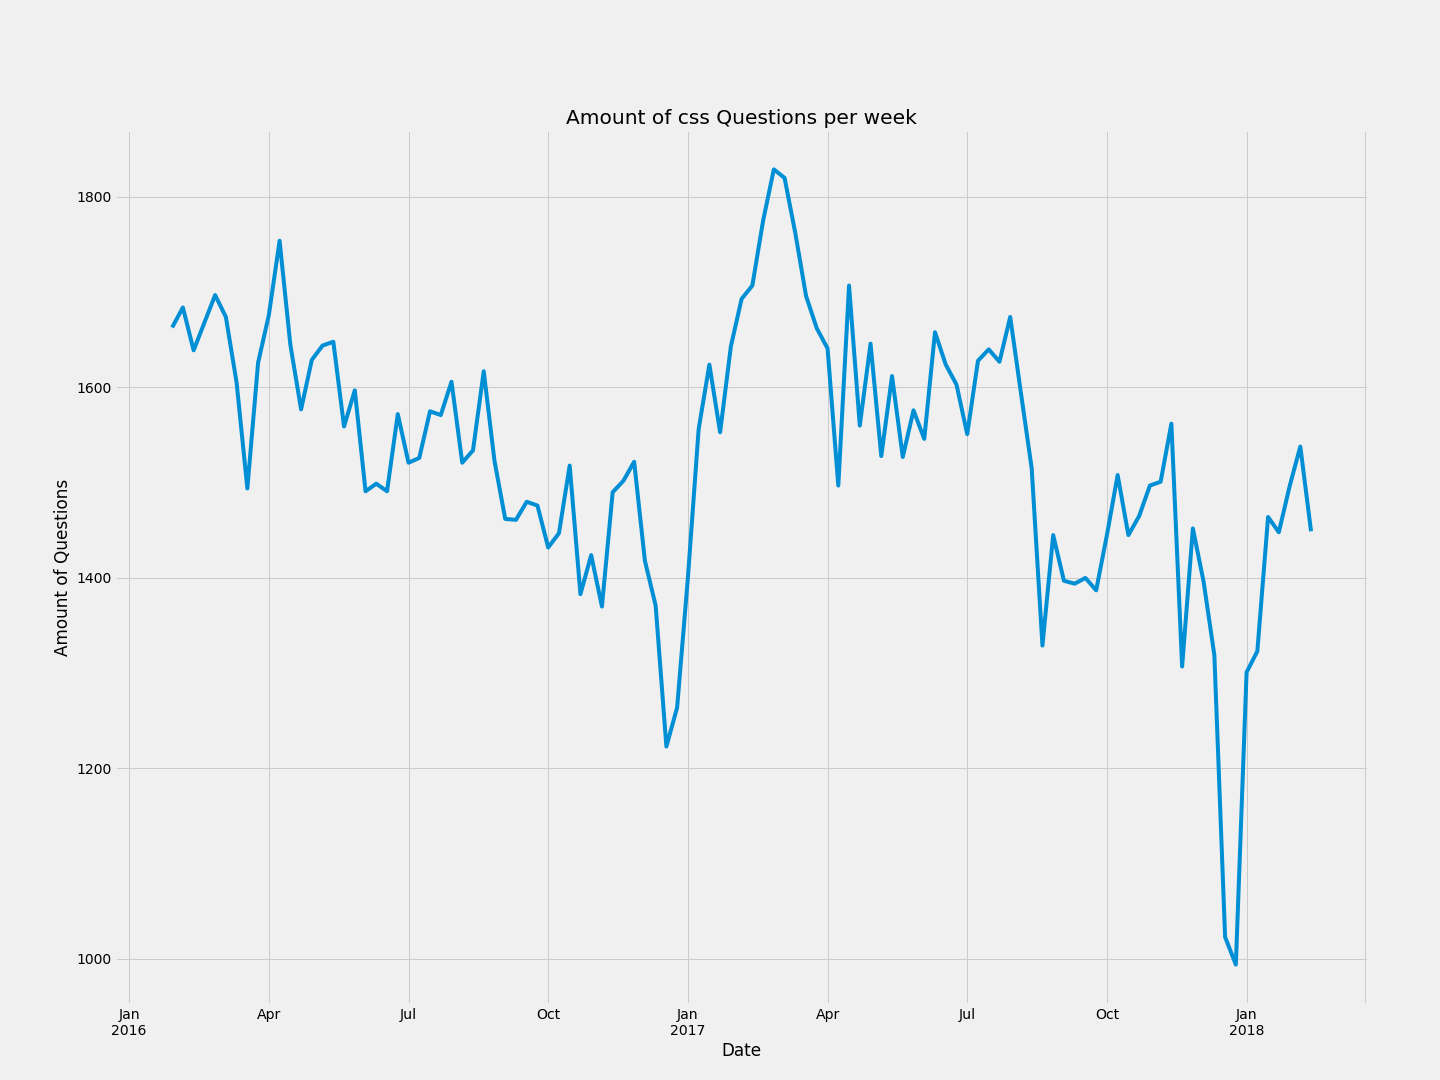 Amount of css Questions per week
Amount of Questions
1800
1600
1400
1200
1000
Jan Apr Jul Oct Jan Apr Jul Oct Jan
2016 2017 2018
Date